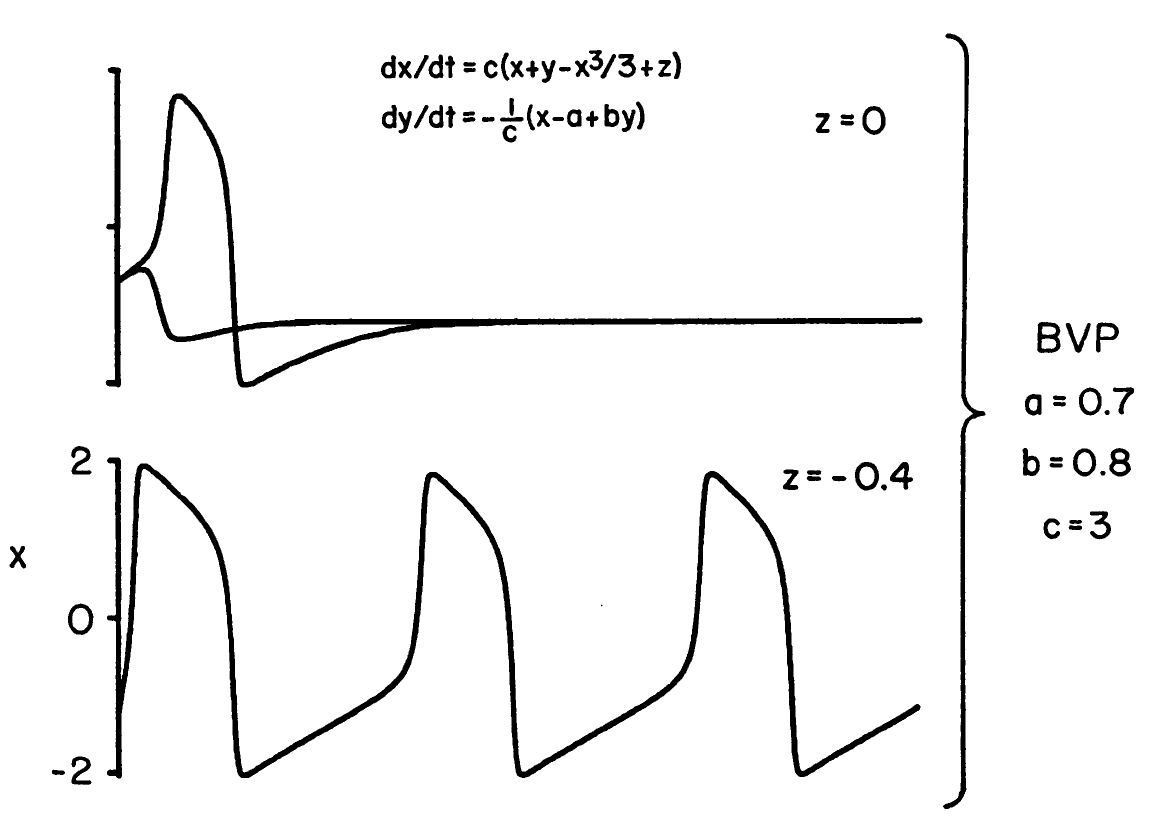 dx/dt = c(x+y-x³/3+z)
dy/dt = -1/c(x-a+by)
z = 0
BVP
a = 0.7
b = 0.8
c = 3
2
z = -0.4
x
0
-2